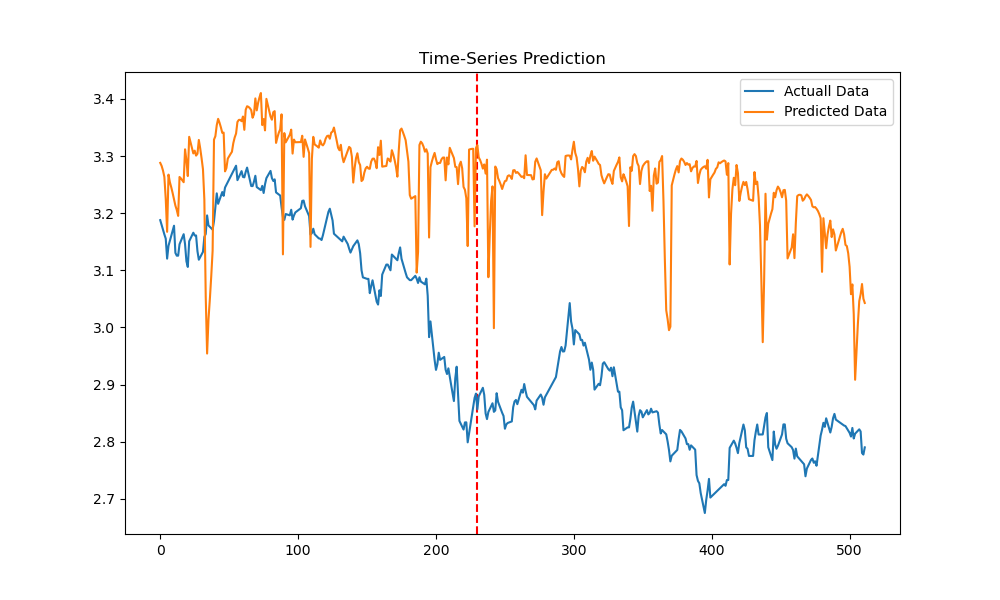 Time-Series Prediction
Actuall Data
Predicted Data
3.4
3.3
3.2
3.1
3.0
2.9
2.8
2.7
0 100 200 300 400 500